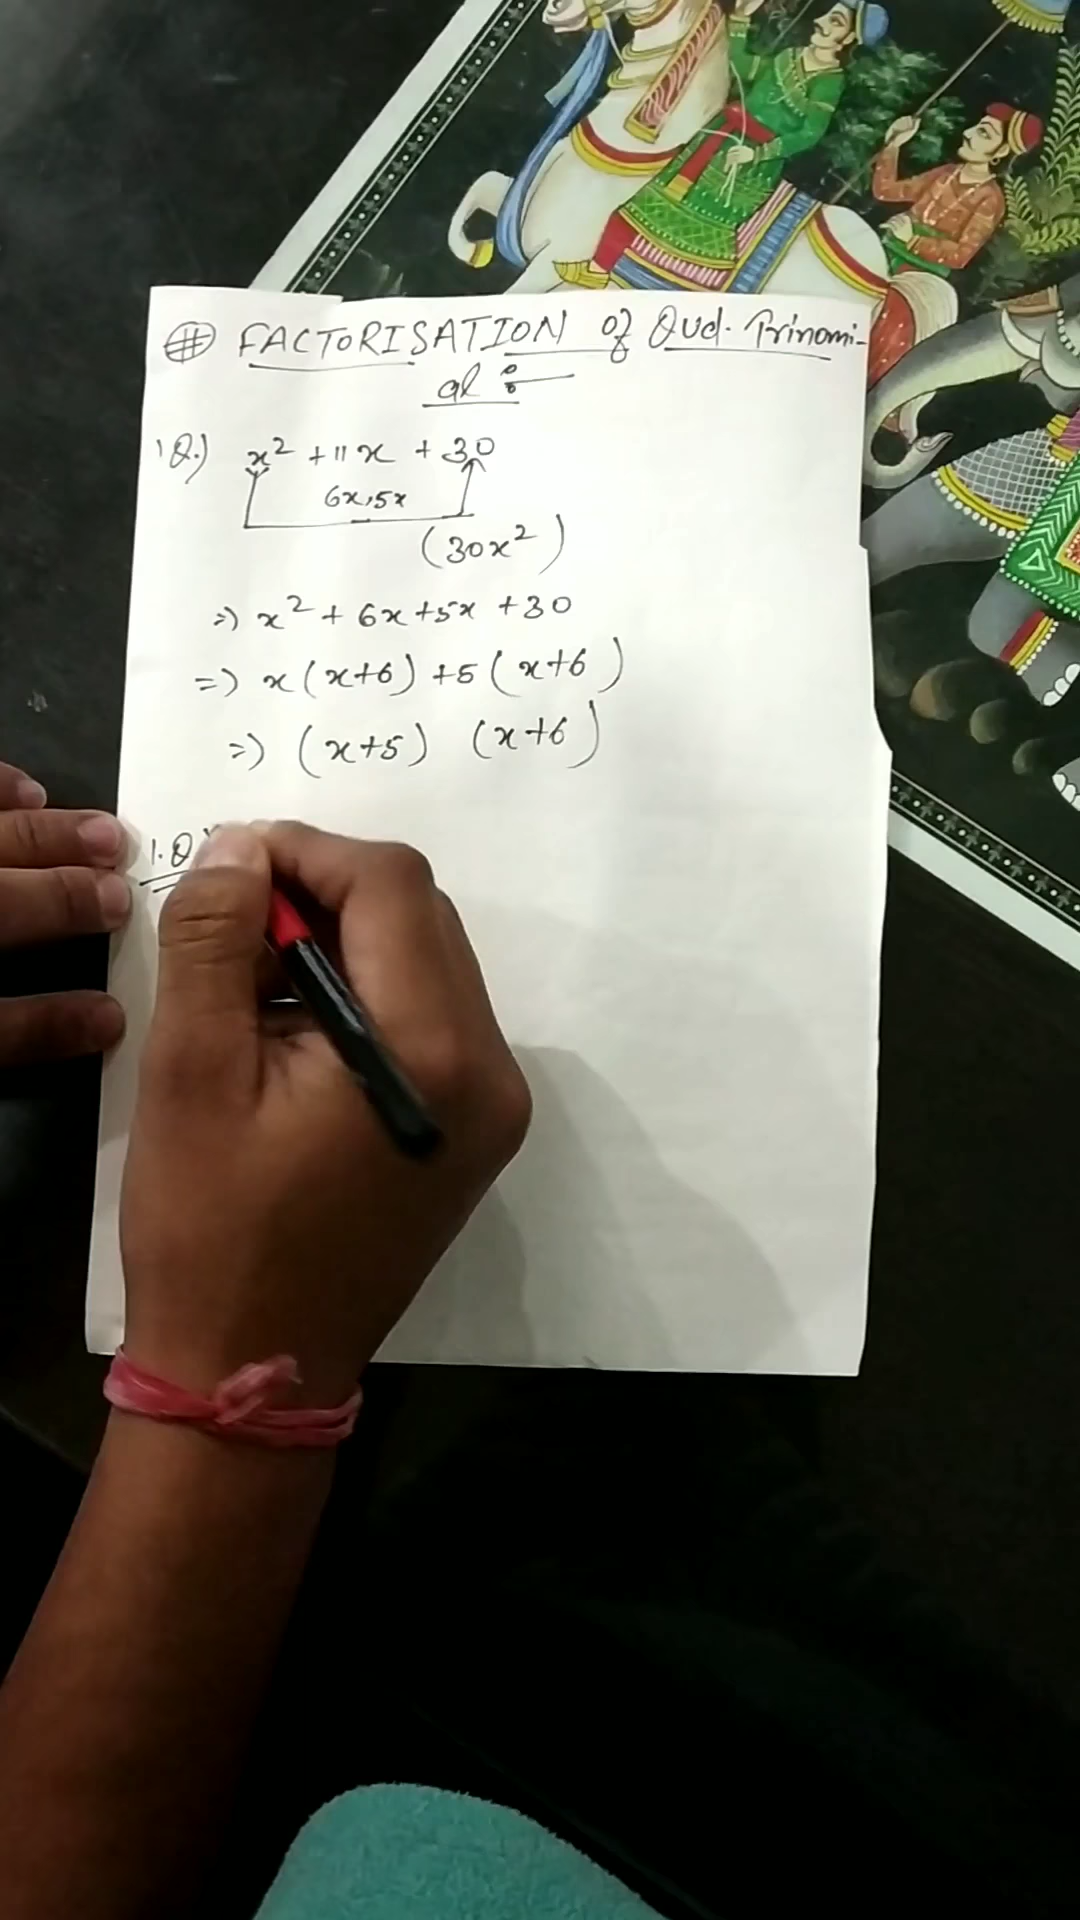 # FACTORISATION of Qud. Trinomi-
al :-
1Q.) x² + 11x + 30
6x,5x
(30x²)
=) x² + 6x +5x +30
=) x (x+6) +5 (x+6)
=) (x+5) (x+6)
1.Q)